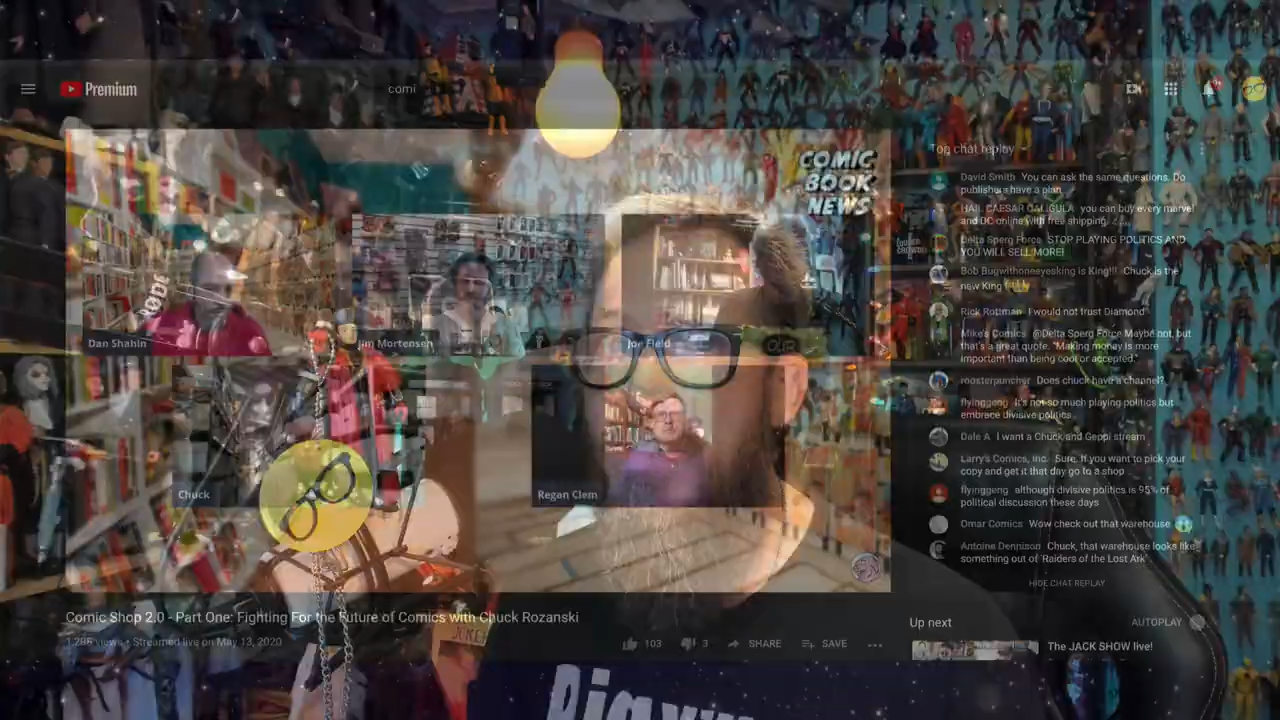 Premium
comi
COMIC
BOOK
NEWS
Dan Shahin
Jim Mortensen
Joe Field
OUR
Chuck
Regan Clem
Top chat replay
David Smith You can ask the same questions. Do
publishers have a plan
HAIL CAESAR CALIGULA you can buy every marvel
and DC online with free shipping.
Delta Sperg Force STOP PLAYING POLITICS AND
YOU WILL SELL MORE!
Bob Bugwithoneeyesking is King!!! Chuck is the
new King
Rick Rottman I would not trust Diamond
Mike's Comics @Delta Sperg Force Maybe not, but
that's a great quote. "Making money is more
important than being cool or accepted."
roosterpuncher Does chuck have a channel?
flyinggeng It's not so much playing politics but
embrace divisive politics
Dale A I want a Chuck and Geppi stream
Larry's Comics, Inc. Sure. If you want to pick your
copy and get it that day go to a shop
flyinggeng although divisive politics is 95% of
political discussion these days
Omar Comics Wow check out that warehouse
Antoine Dennison Chuck, that warehouse looks like
something out of 'Raiders of the Lost Ark'
HIDE CHAT REPLAY
Comic Shop 2.0 - Part One: Fighting For the Future of Comics with Chuck Rozanski
1,286 views • Streamed live on May 13, 2020
103
3
SHARE
SAVE
JOKER
Up next
AUTOPLAY
The JACK SHOW live!